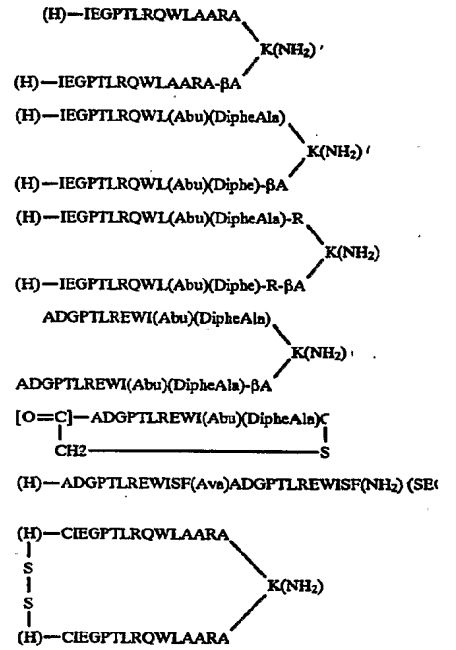 (H)—IEGPTLRQWLAARA
K(NH₂),
(H)—IEGPTLRQWLAARA-βA
(H)—IEGPTLRQWL(Abu)(DipheAla)
K(NH₂)
(H)—IEGPTLRQWL(Abu)(Diphe)-βA
(H)—IEGPTLRQWL(Abu)(DipheAla)-R
K(NH₂)
(H)—IEGPTLRQWL(Abu)(Diphe)-R-βA
ADGPTLREWI(Abu)(DipheAla)
K(NH₂),
ADGPTLREWI(Abu)(DipheAla)-βA
[O=C]—ADGPTLREWI(Abu)(DipheAla)C
CH2 S
(H)—ADGPTLREWISF(Ava)ADGPTLREWISF(NH₂)
(H)—CIEGPTLRQWLAARA
S
K(NH₂)
S
(H)—CIEGPTLRQWLAARA